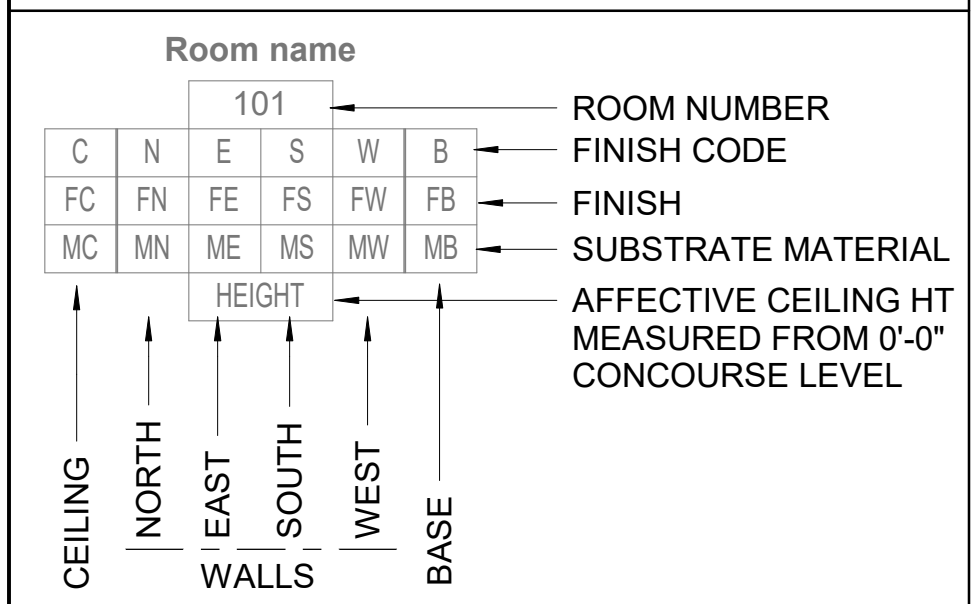 Room name
101
ROOM NUMBER
C N E S W B
FINISH CODE
FC FN FE FS FW FB
FINISH
MC MN ME MS MW MB
SUBSTRATE MATERIAL
HEIGHT
AFFECTIVE CEILING HT
MEASURED FROM 0'-0"
CONCOURSE LEVEL
CEILING
NORTH
EAST
SOUTH
WEST
BASE
WALLS